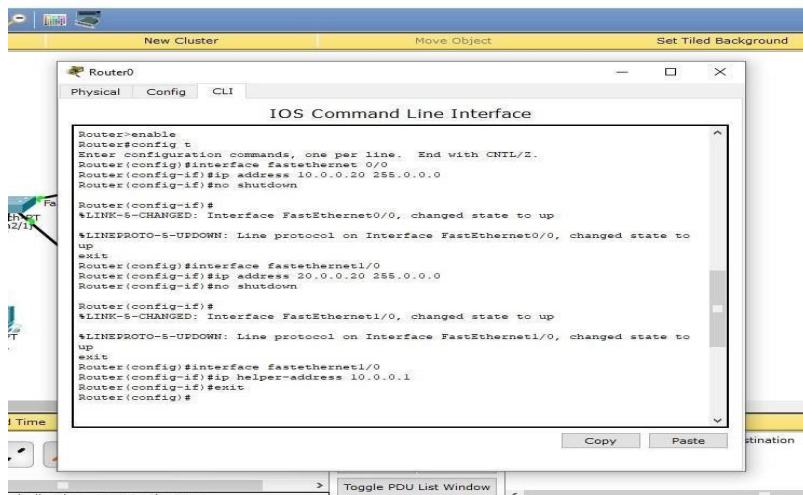 New Cluster
Move Object
Set Tiled Background
Router0
Physical
Config
CLI
IOS Command Line Interface
Router>enable
Router#config t
Enter configuration commands, one per line.  End with CNTL/Z.
Router(config)#interface fastethernet 0/0
Router(config-if)#ip address 10.0.0.20 255.0.0.0
Router(config-if)#no shutdown
Router(config-if)#
%LINK-5-CHANGED: Interface FastEthernet0/0, changed state to up
%LINEPROTO-5-UPDOWN: Line protocol on Interface FastEthernet0/0, changed state to
up
exit
Router(config)#interface fastethernet1/0
Router(config-if)#ip address 20.0.0.20 255.0.0.0
Router(config-if)#no shutdown
Router(config-if)#
%LINK-5-CHANGED: Interface FastEthernet1/0, changed state to up
%LINEPROTO-5-UPDOWN: Line protocol on Interface FastEthernet1/0, changed state to
up
exit
Router(config)#interface fastethernet1/0
Router(config-if)#ip helper-address 10.0.0.1
Router(config-if)#exit
Router(config)#
Copy
Paste
Time
Toggle PDU List Window